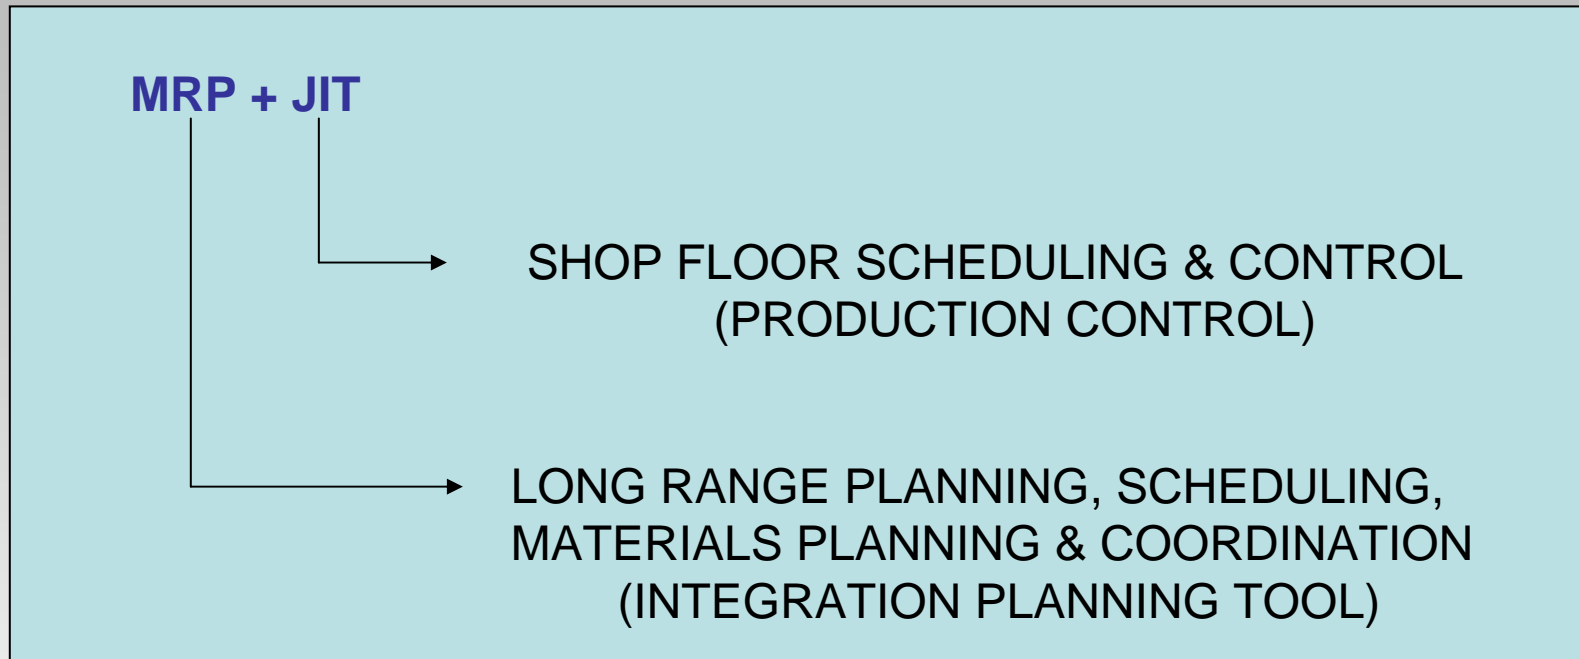 MRP + JIT
SHOP FLOOR SCHEDULING & CONTROL
(PRODUCTION CONTROL)
LONG RANGE PLANNING, SCHEDULING,
MATERIALS PLANNING & COORDINATION
(INTEGRATION PLANNING TOOL)